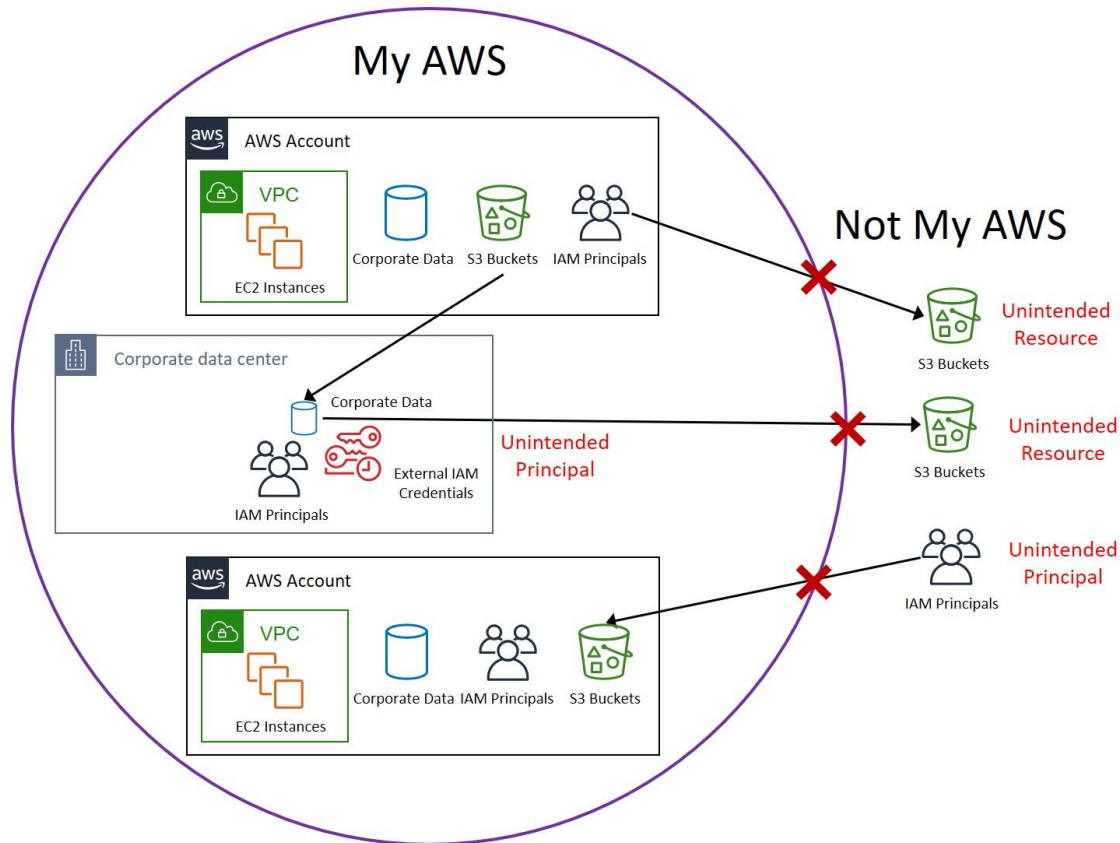 My AWS
aws
AWS Account
VPC
EC2 Instances
Corporate Data
S3 Buckets
IAM Principals
Not My AWS
S3 Buckets
Unintended
Resource
Corporate data center
Corporate Data
Unintended
Principal
External IAM
Credentials
IAM Principals
S3 Buckets
Unintended
Resource
aws
AWS Account
VPC
EC2 Instances
Corporate Data
IAM Principals
S3 Buckets
IAM Principals
Unintended
Principal